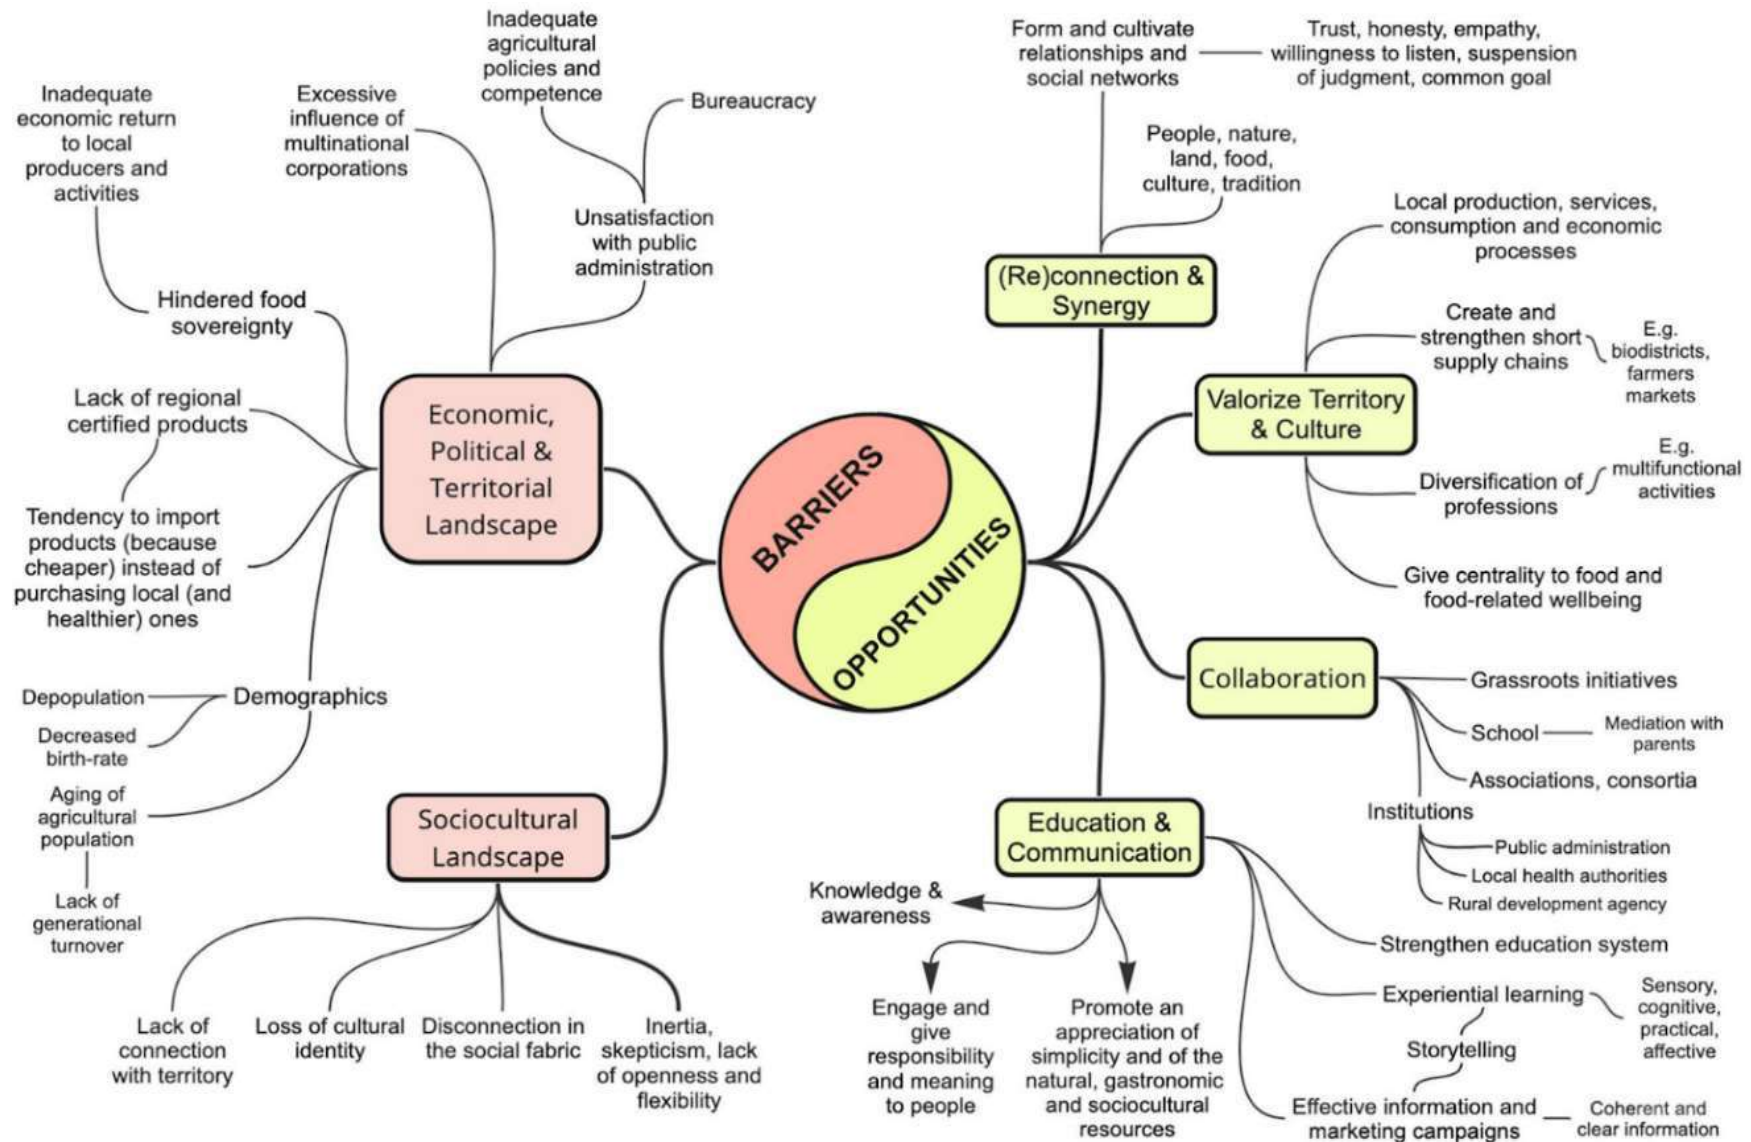 Inadequate
agricultural
policies and
competence
Bureaucracy
Excessive
influence of
multinational
corporations
Inadequate
economic return
to local
producers and
activities
Unsatisfaction
with public
administration
Hindered food
sovereignty
Lack of regional
certified products
Tendency to import
products (because
cheaper) instead of
purchasing local (and
healthier) ones
Economic,
Political &
Territorial
Landscape
Depopulation
Demographics
Decreased
birth-rate
Aging of
agricultural
population
Lack of
generational
turnover
Sociocultural
Landscape
Lack of
connection
with territory
Loss of cultural
identity
Disconnection in
the social fabric
Inertia,
skepticism, lack
of openness and
flexibility
BARRIERS
OPPORTUNITIES
Form and cultivate
relationships and
social networks
Trust, honesty, empathy,
willingness to listen, suspension
of judgment, common goal
People, nature,
land, food,
culture, tradition
(Re)connection &
Synergy
Local production, services,
consumption and economic
processes
Create and
strengthen short
supply chains
E.g.
biodistricts,
farmers
markets
Valorize Territory
& Culture
Diversification of
professions
E.g.
multifunctional
activities
Give centrality to food and
food-related wellbeing
Collaboration
Grassroots initiatives
School
Mediation with
parents
Associations, consortia
Institutions
Public administration
Local health authorities
Rural development agency
Education &
Communication
Knowledge &
awareness
Engage and
give
responsibility
and meaning
to people
Promote an
appreciation of
simplicity and of the
natural, gastronomic
and sociocultural
resources
Strengthen education system
Experiential learning
Sensory,
cognitive,
practical,
affective
Storytelling
Effective information and
marketing campaigns
Coherent and
clear information